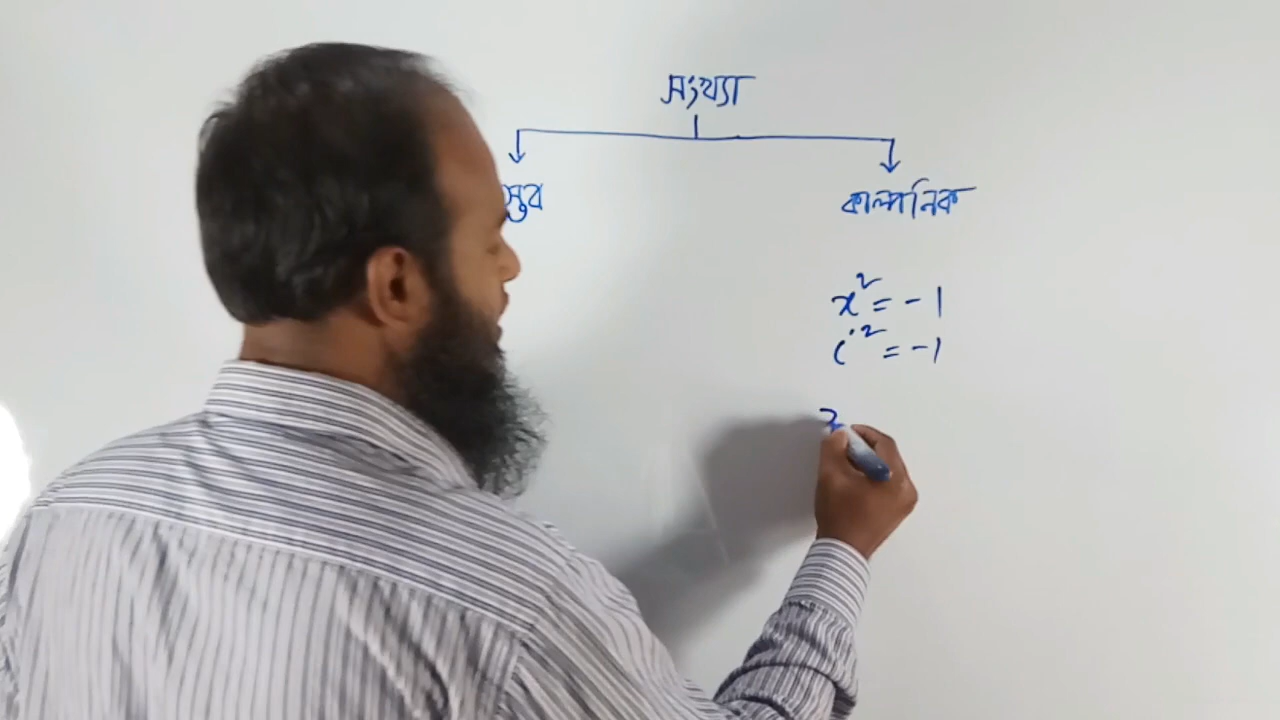 সংখ্যা
স্তব কাল্পনিক
x² = -1
i² = -1